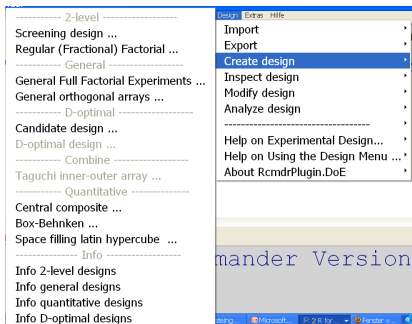 ------------ 2-level --------------------
Screening design ...
Regular (Fractional) Factorial ...
------------ General --------------------
General Full Factorial Experiments ...
General orthogonal arrays ...
------------ D-optimal --------------------
Candidate design ...
D-optimal design ...
------------ Combine --------------------
Taguchi inner-outer array ...
------------ Quantitative ---------------
Central composite ...
Box-Behnken ...
Space filling latin hypercube ...
---------------- Info --------------------
Info 2-level designs
Info general designs
Info quantitative designs
Info D-optimal designs
Design Extras Hilfe
Import
Export
Create design
Inspect design
Modify design
Analyze design
-----------------------------------
Help on Experimental Design...
Help on Using the Design Menu ...
About RcmdrPlugin.DoE
mander Version
Microsoft... 2 R for... Fenster v...